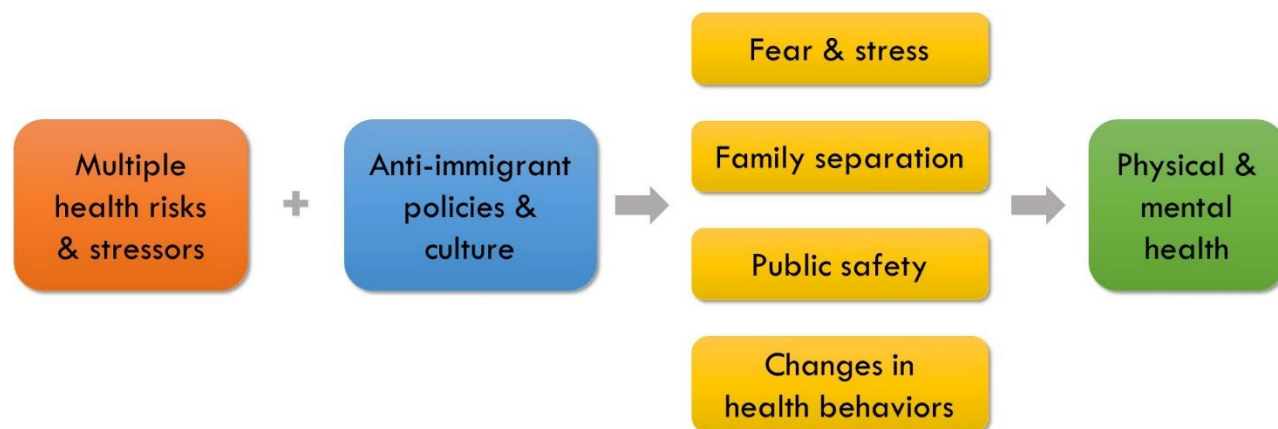 Multiple
health risks
& stressors
+
Anti-immigrant
policies &
culture
Fear & stress
Family separation
Public safety
Changes in
health behaviors
Physical &
mental
health